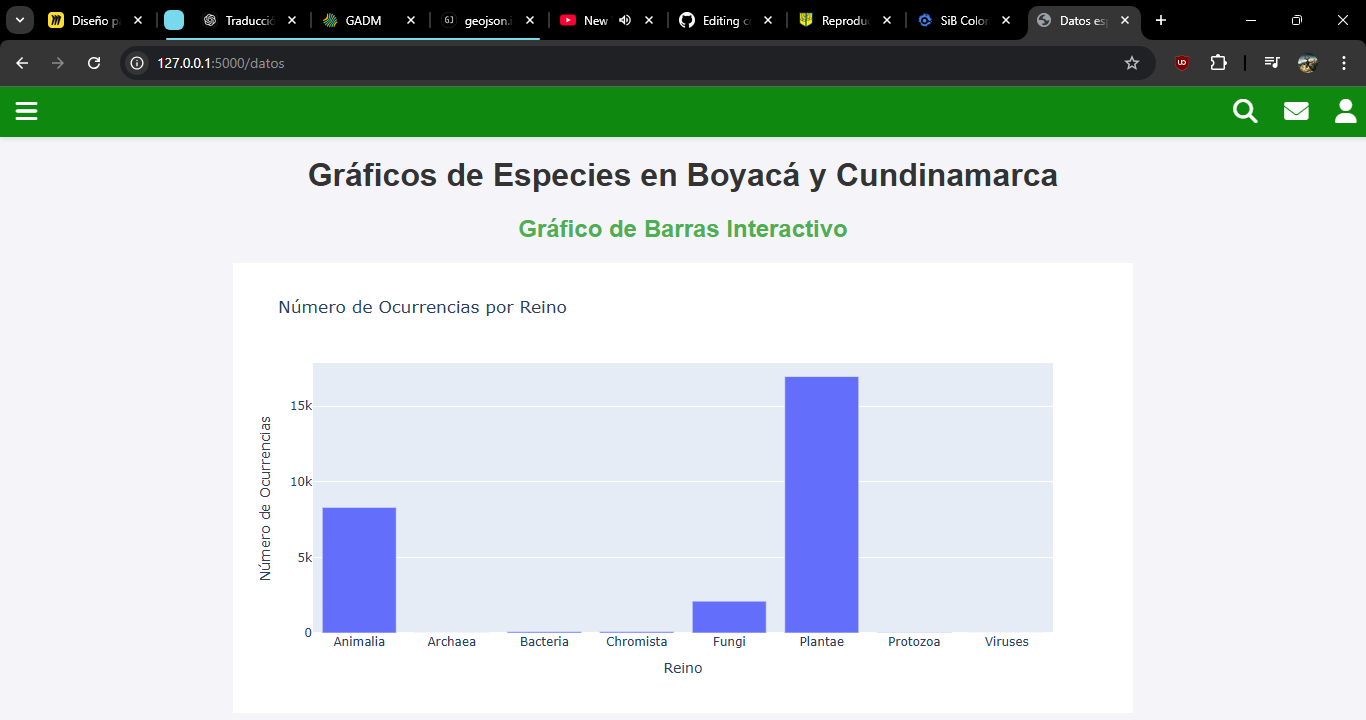 Diseño p
Traducció
GADM
geojson.i
New
Editing c
Reprodu
SiB Color
Datos esp
127.0.0.1:5000/datos
Gráficos de Especies en Boyacá y Cundinamarca
Gráfico de Barras Interactivo
Número de Ocurrencias por Reino
Número de Ocurrencias
15k
10k
5k
0
Animalia Archaea Bacteria Chromista Fungi Plantae Protozoa Viruses
Reino